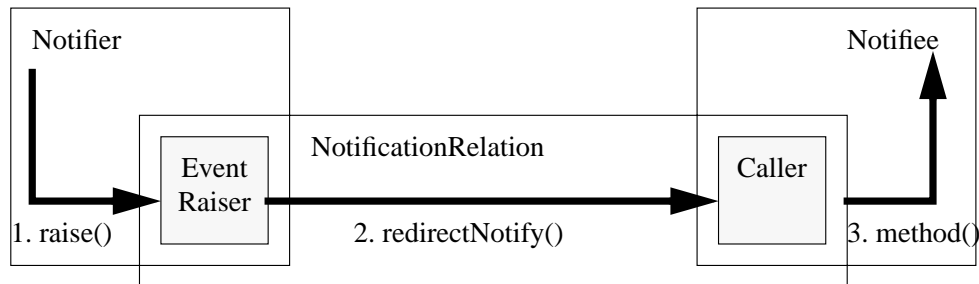 Notifier
Notifiee
NotificationRelation
Event
Raiser
Caller
1. raise()
2. redirectNotify()
3. method()